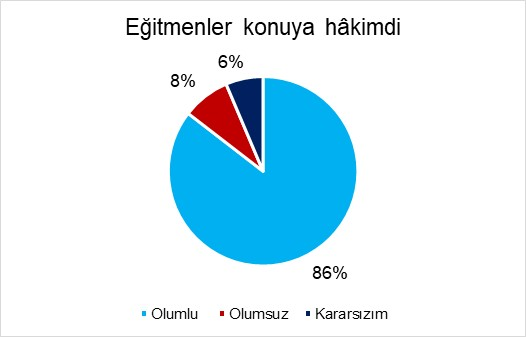 Eğitmenler konuya hâkimdi
6%
8%
86%
Olumlu Olumsuz Kararsızım